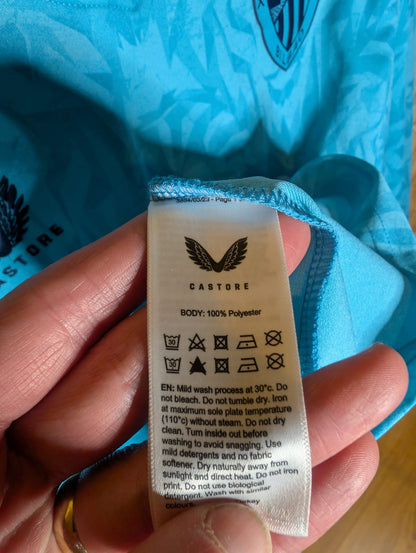 CASTORE
CASTORE
BODY: 100% Polyester
30
30
EN: Mild wash process at 30°c. Do
not bleach. Do not tumble dry. Iron
at maximum sole plate temperature
(110°c) without steam. Do not dry
clean. Turn inside out before
washing to avoid snagging. Use
mild detergents and no fabric
softener. Dry naturally away from
sunlight and direct heat. Do not iron
print. Do not use biological
detergent. Wash with similar
colours.